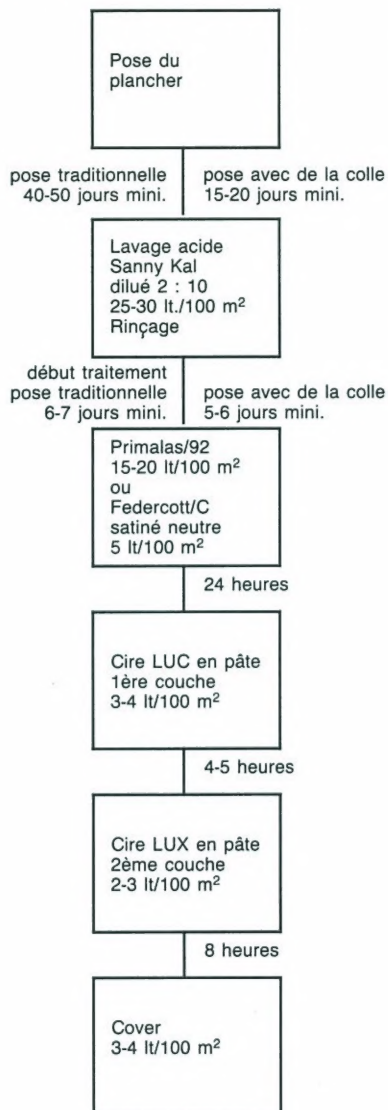 Pose du
plancher
pose traditionnelle
40-50 jours mini.
pose avec de la colle
15-20 jours mini.
Lavage acide
Sanny Kal
dilué 2 : 10
25-30 lt./100 m²
Rinçage
début traitement
pose traditionnelle
6-7 jours mini.
pose avec de la colle
5-6 jours mini.
Primalas/92
15-20 lt/100 m²
ou
Federcott/C
satiné neutre
5 lt/100 m²
24 heures
Cire LUC en pâte
1ère couche
3-4 lt/100 m²
4-5 heures
Cire LUX en pâte
2ème couche
2-3 lt/100 m²
8 heures
Cover
3-4 lt/100 m²